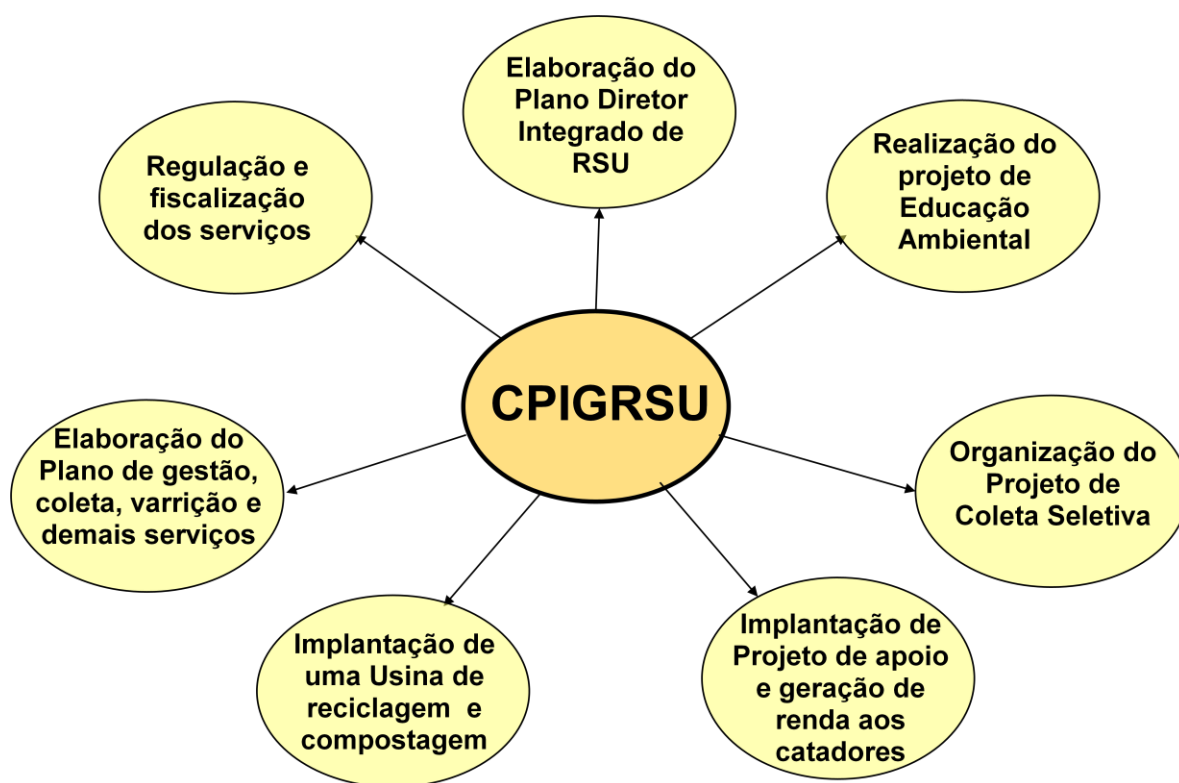 Elaboração do
Plano Diretor
Integrado de
RSU
Regulação e
fiscalização
dos serviços
Realização do
projeto de
Educação
Ambiental
CPIGRSU
Elaboração do
Plano de gestão,
coleta, varrição e
demais serviços
Organização do
Projeto de
Coleta Seletiva
Implantação de
uma Usina de
reciclagem e
compostagem
Implantação de
Projeto de apoio
e geração de
renda aos
catadores